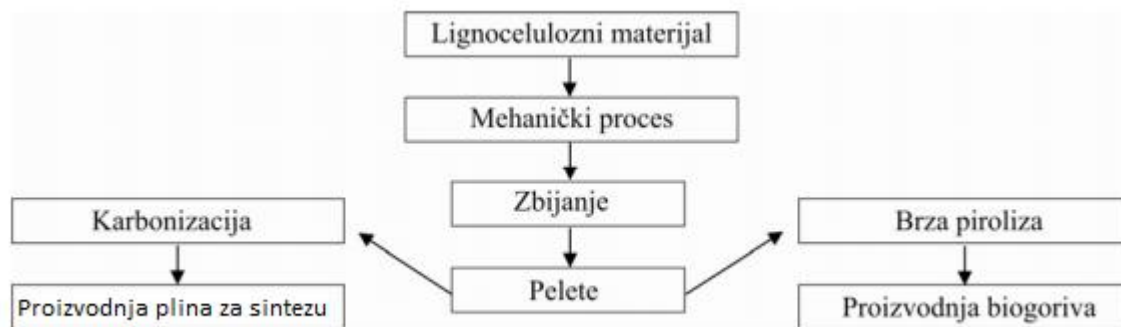 Lignocelulozni materijal
Mehanički proces
Zbijanje
Karbonizacija
Brza piroliza
Pelete
Proizvodnja plina za sintezu
Proizvodnja biogoriva